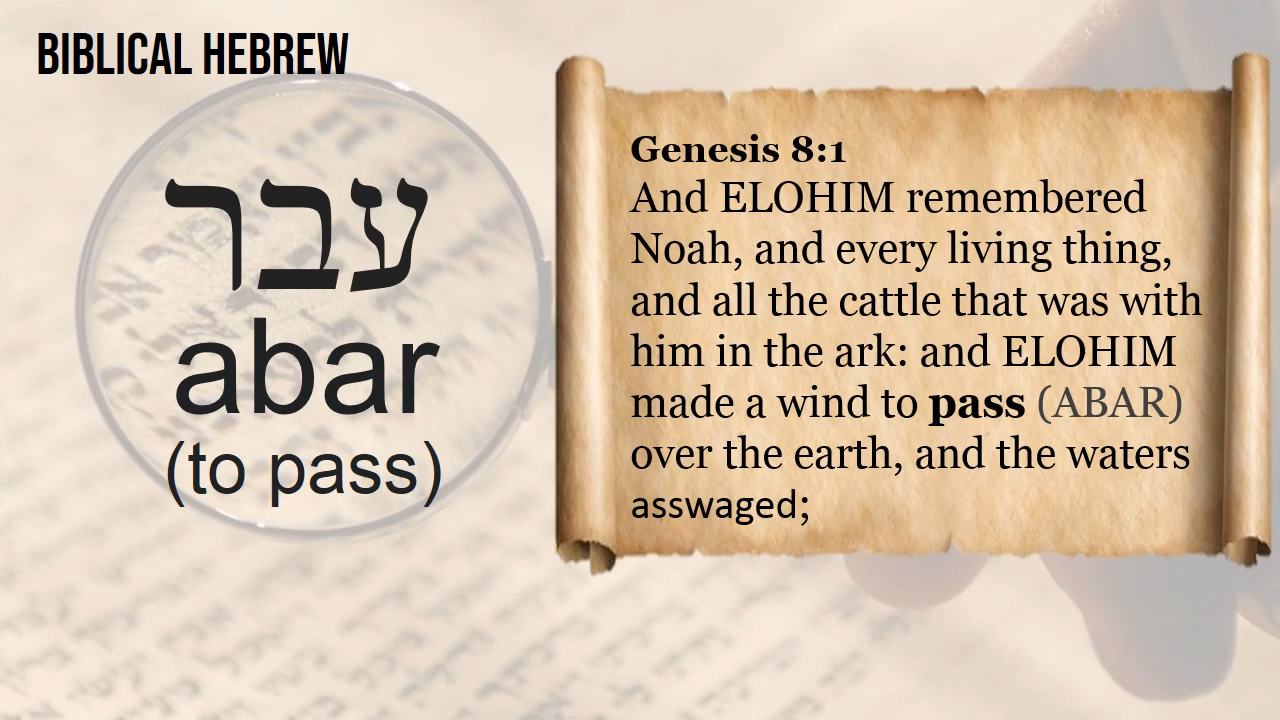 BIBLICAL HEBREW
עבר
abar
(to pass)
Genesis 8:1
And ELOHIM remembered
Noah, and every living thing,
and all the cattle that was with
him in the ark: and ELOHIM
made a wind to pass (ABAR)
over the earth, and the waters
asswaged;